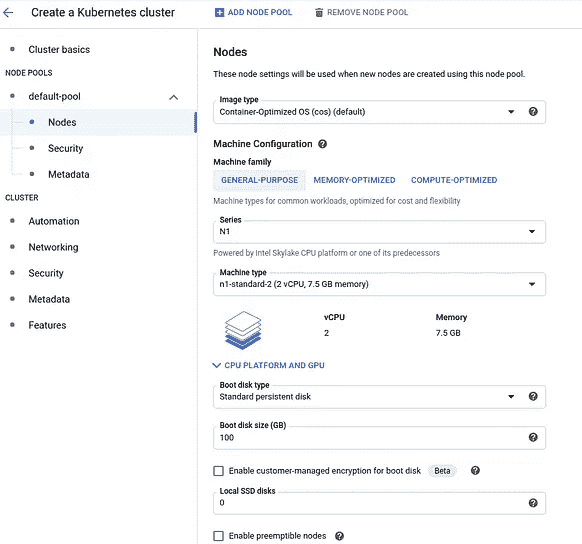 Create a Kubernetes cluster
ADD NODE POOL
REMOVE NODE POOL
Cluster basics
NODE POOLS
default-pool
Nodes
Security
Metadata
CLUSTER
Automation
Networking
Security
Metadata
Features
Nodes
These node settings will be used when new nodes are created using this node pool.
Image type
Container-Optimized OS (cos) (default)
Machine Configuration
Machine family
GENERAL-PURPOSE
MEMORY-OPTIMIZED
COMPUTE-OPTIMIZED
Machine types for common workloads, optimized for cost and flexibility
Series
N1
Powered by Intel Skylake CPU platform or one of its predecessors
Machine type
n1-standard-2 (2 vCPU, 7.5 GB memory)
vCPU
Memory
2
7.5 GB
CPU PLATFORM AND GPU
Boot disk type
Standard persistent disk
Boot disk size (GB)
100
Enable customer-managed encryption for boot disk
Beta
Local SSD disks
0
Enable preemptible nodes